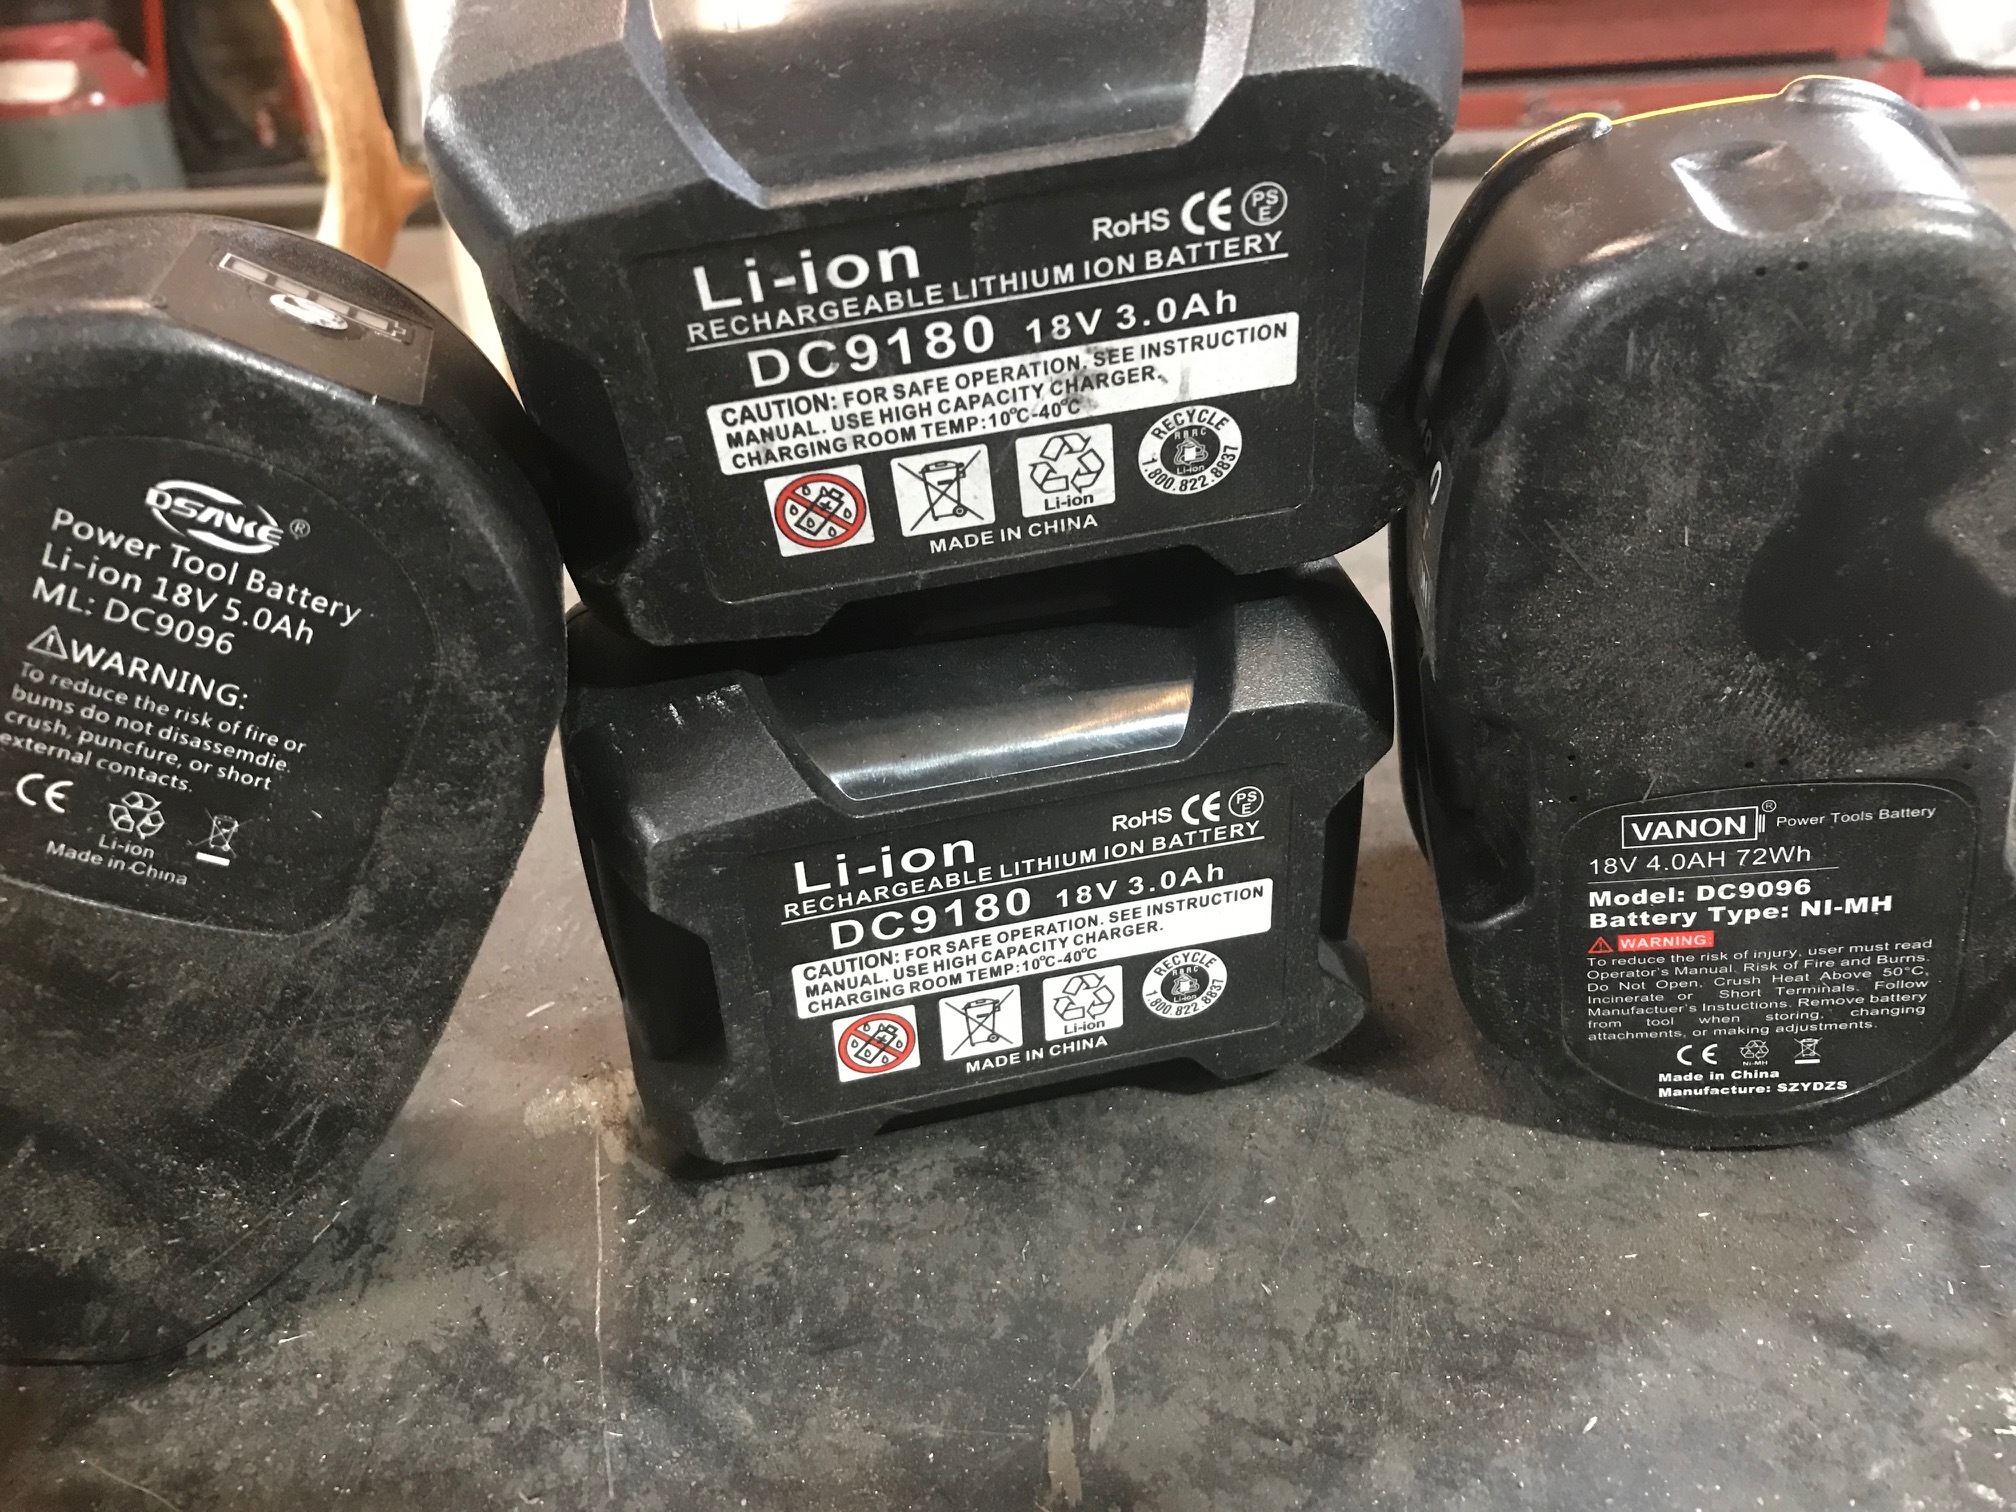 DSANKE®
Power Tool Battery
Li-ion 18V 5.0Ah
ML: DC9096
WARNING:
To reduce the risk of fire or
bums do not disassemdie.
crush, puncfure, or short
external contacts.
CE
Li-ion
Made in China
RoHS CE PSE
Li-ion
RECHARGEABLE LITHIUM ION BATTERY
DC9180 18V 3.0Ah
CAUTION: FOR SAFE OPERATION. SEE INSTRUCTION
MANUAL. USE HIGH CAPACITY CHARGER.
CHARGING ROOM TEMP:10°C-40°C
Li-ion
RECYCLE
RBRC
Li-ion
1.800.822.8837
MADE IN CHINA
RoHS CE PSE
Li-ion
RECHARGEABLE LITHIUM ION BATTERY
DC9180 18V 3.0Ah
CAUTION: FOR SAFE OPERATION. SEE INSTRUCTION
MANUAL. USE HIGH CAPACITY CHARGER.
CHARGING ROOM TEMP:10°C-40°C
Li-ion
RECYCLE
RBRC
Li-ion
1.800.822.8837
MADE IN CHINA
VANON® Power Tools Battery
18V 4.0AH 72Wh
Model: DC9096
Battery Type: NI-MH
WARNING:
To reduce the risk of injury, user must read
Operator's Manual. Risk of Fire and Burns.
Do Not Open, Crush Heat Above 50°C,
Incinerate or Short Terminals. Follow
Manufactuer's Instuctions. Remove battery
from tool when storing, changing
attachments, or making adjustments.
CE
Ni-MH
Made in China
Manufacture: SZYDZS